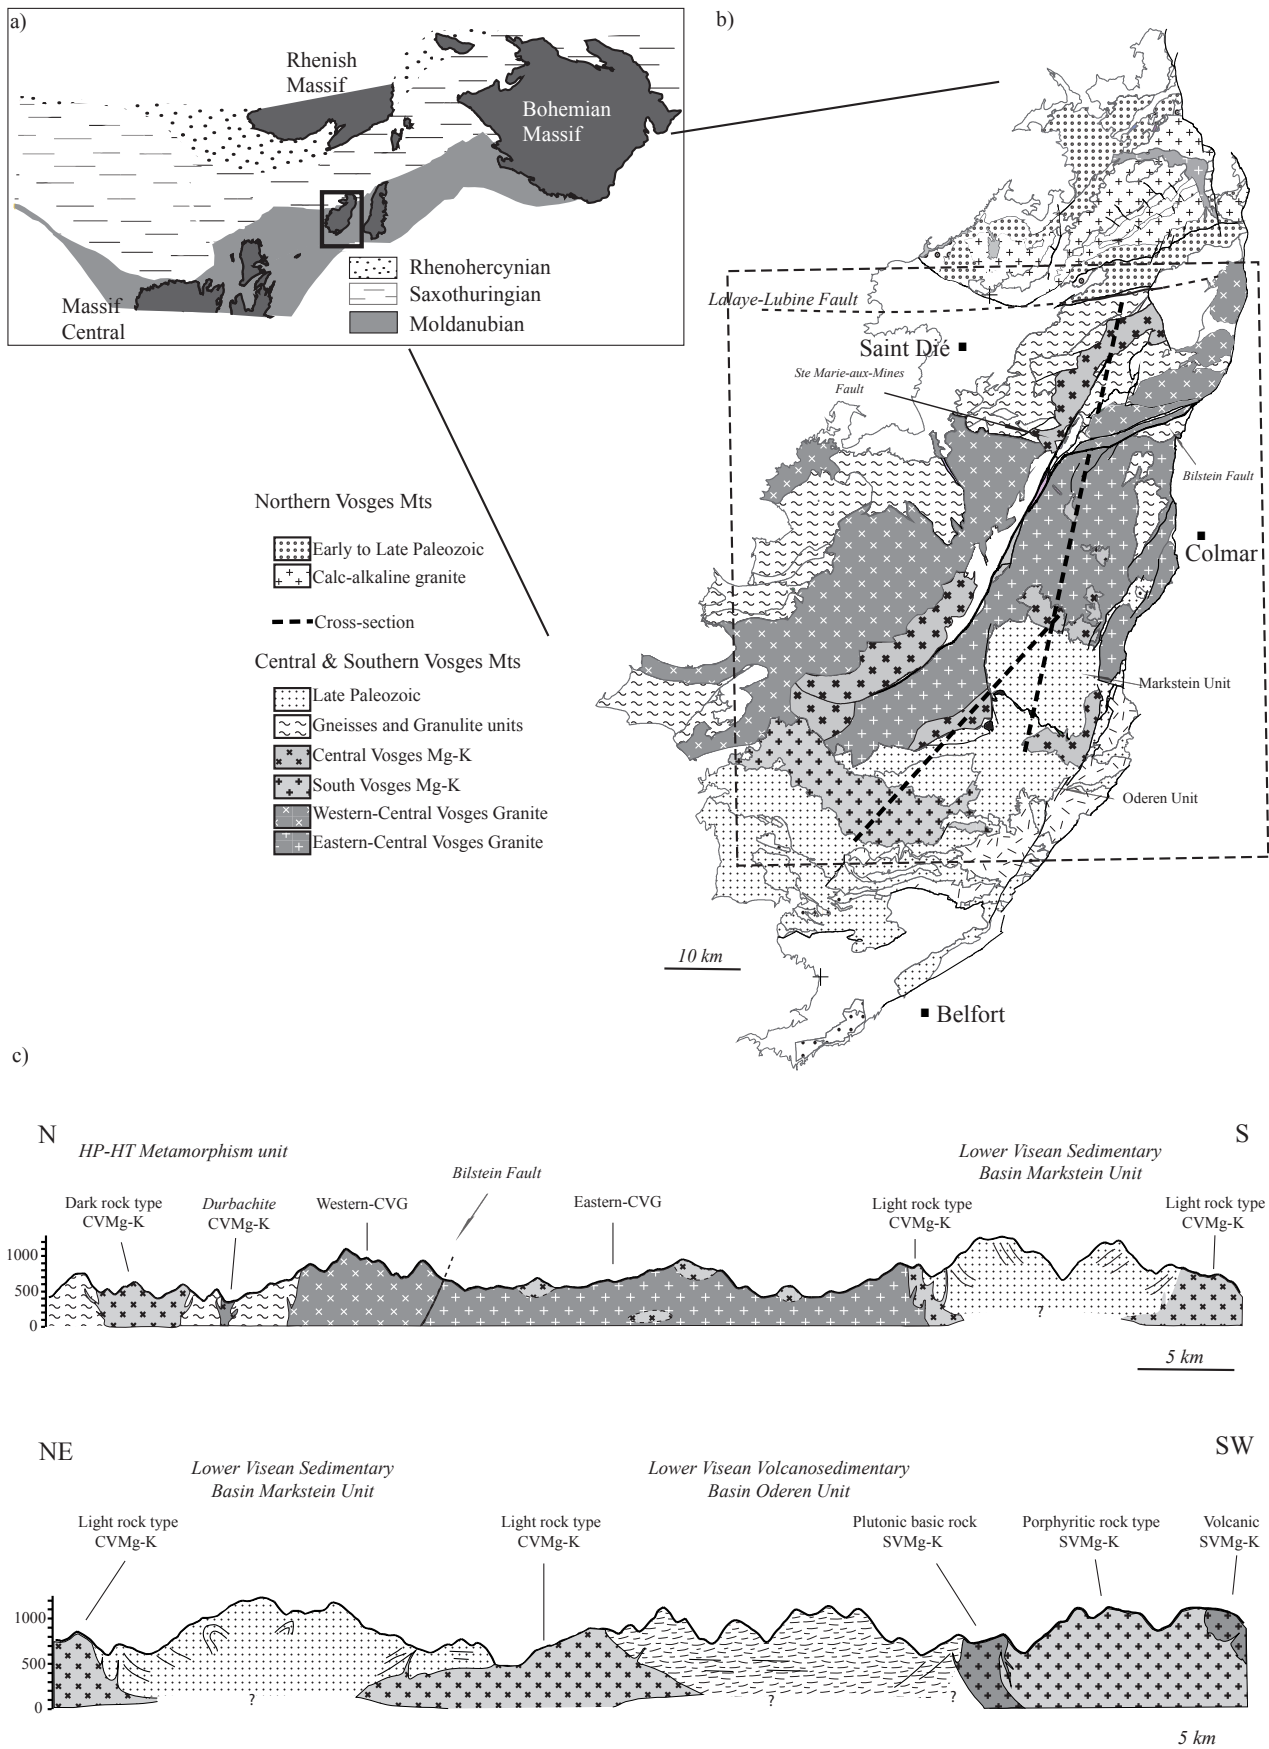 a)
Rhenish
Massif
Bohemian
Massif
Massif
Central
Rhenohercynian
Saxothuringian
Moldanubian
b)
Lalaye-Lubine Fault
Saint Dié
Ste Marie-aux-Mines
Fault
Bilstein Fault
Colmar
Markstein Unit
Oderen Unit
10 km
Belfort
Northern Vosges Mts
Early to Late Paleozoic
Calc-alkaline granite
Cross-section
Central & Southern Vosges Mts
Late Paleozoic
Gneisses and Granulite units
Central Vosges Mg-K
South Vosges Mg-K
Western-Central Vosges Granite
Eastern-Central Vosges Granite
c)
N
S
HP-HT Metamorphism unit
Lower Visean Sedimentary
Basin Markstein Unit
Bilstein Fault
Dark rock type
CVMg-K
Durbachite
CVMg-K
Western-CVG
Eastern-CVG
Light rock type
CVMg-K
Light rock type
CVMg-K
1000
500
0
?
5 km
NE
SW
Lower Visean Sedimentary
Basin Markstein Unit
Lower Visean Volcanosedimentary
Basin Oderen Unit
Light rock type
CVMg-K
Light rock type
CVMg-K
Plutonic basic rock
SVMg-K
Porphyritic rock type
SVMg-K
Volcanic
SVMg-K
1000
500
0
?
?
?
5 km